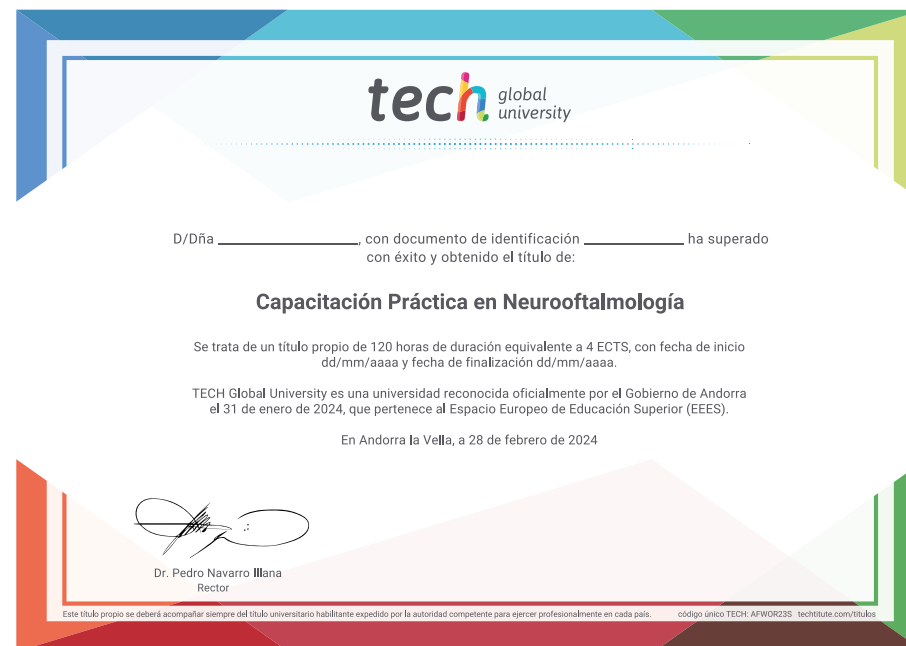 tech global university
D/Dña ____________________, con documento de identificación ______________ ha superado
con éxito y obtenido el título de:
Capacitación Práctica en Neurooftalmología
Se trata de un título propio de 120 horas de duración equivalente a 4 ECTS, con fecha de inicio
dd/mm/aaaa y fecha de finalización dd/mm/aaaa.
TECH Global University es una universidad reconocida oficialmente por el Gobierno de Andorra
el 31 de enero de 2024, que pertenece al Espacio Europeo de Educación Superior (EEES).
En Andorra la Vella, a 28 de febrero de 2024
Dr. Pedro Navarro Illana
Rector
Este título propio se deberá acompañar siempre del título universitario habilitante expedido por la autoridad competente para ejercer profesionalmente en cada país. código único TECH: AFWOR23S techtitute.com/titulos